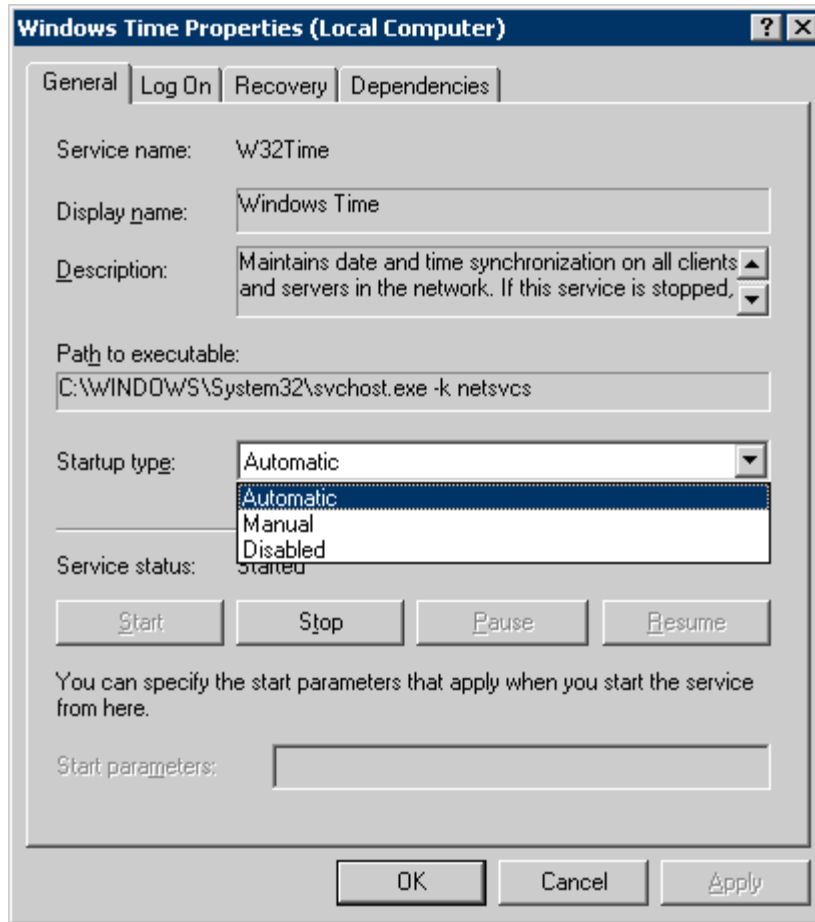 Windows Time Properties (Local Computer)
General Log On Recovery Dependencies
Service name: W32Time
Display name: Windows Time
Description: Maintains date and time synchronization on all clients
and servers in the network. If this service is stopped,
Path to executable:
C:\WINDOWS\System32\svchost.exe -k netsvcs
Startup type: Automatic
Automatic
Manual
Disabled
Service status: Started
Start Stop Pause Resume
You can specify the start parameters that apply when you start the service
from here.
Start parameters:
OK Cancel Apply